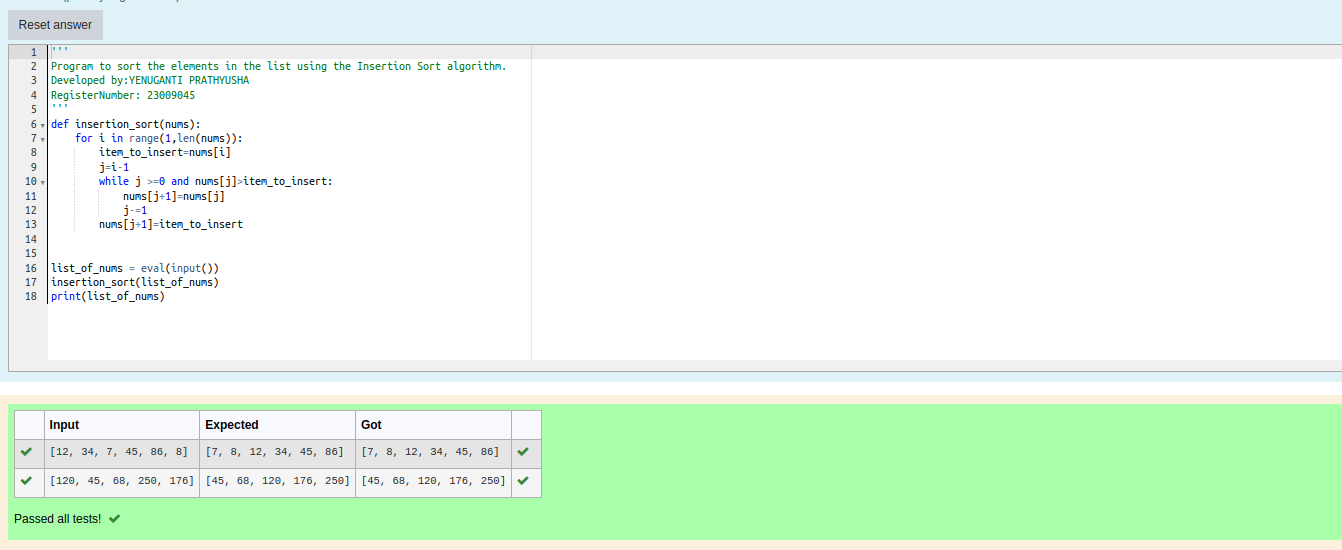 Reset answer
1 '''
2 Program to sort the elements in the list using the Insertion Sort algorithm.
3 Developed by:YENUGANTI PRATHYUSHA
4 RegisterNumber: 23009045
5 '''
6 def insertion_sort(nums):
7     for i in range(1,len(nums)):
8         item_to_insert=nums[i]
9         j=i-1
10         while j >=0 and nums[j]>item_to_insert:
11             nums[j+1]=nums[j]
12             j-=1
13         nums[j+1]=item_to_insert
14
15
16 list_of_nums = eval(input())
17 insertion_sort(list_of_nums)
18 print(list_of_nums)
Input Expected Got
[12, 34, 7, 45, 86, 8] [7, 8, 12, 34, 45, 86] [7, 8, 12, 34, 45, 86]
[120, 45, 68, 250, 176] [45, 68, 120, 176, 250] [45, 68, 120, 176, 250]
Passed all tests!